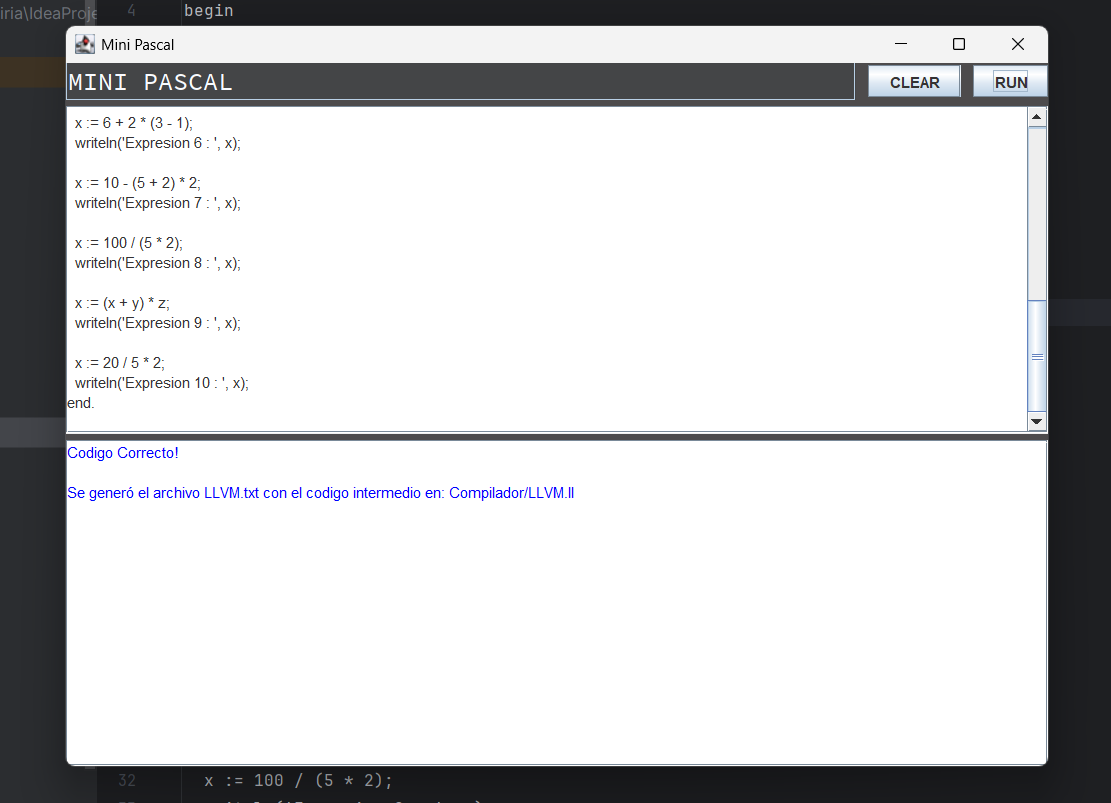 iria\IdeaProje
4 begin
Mini Pascal
MINI PASCAL
CLEAR
RUN
x := 6 + 2 * (3 - 1);
writeln('Expresion 6 : ', x);
x := 10 - (5 + 2) * 2;
writeln('Expresion 7 : ', x);
x := 100 / (5 * 2);
writeln('Expresion 8 : ', x);
x := (x + y) * z;
writeln('Expresion 9 : ', x);
x := 20 / 5 * 2;
writeln('Expresion 10 : ', x);
end.
Codigo Correcto!
Se generó el archivo LLVM.txt con el codigo intermedio en: Compilador/LLVM.ll
32 x := 100 / (5 * 2);